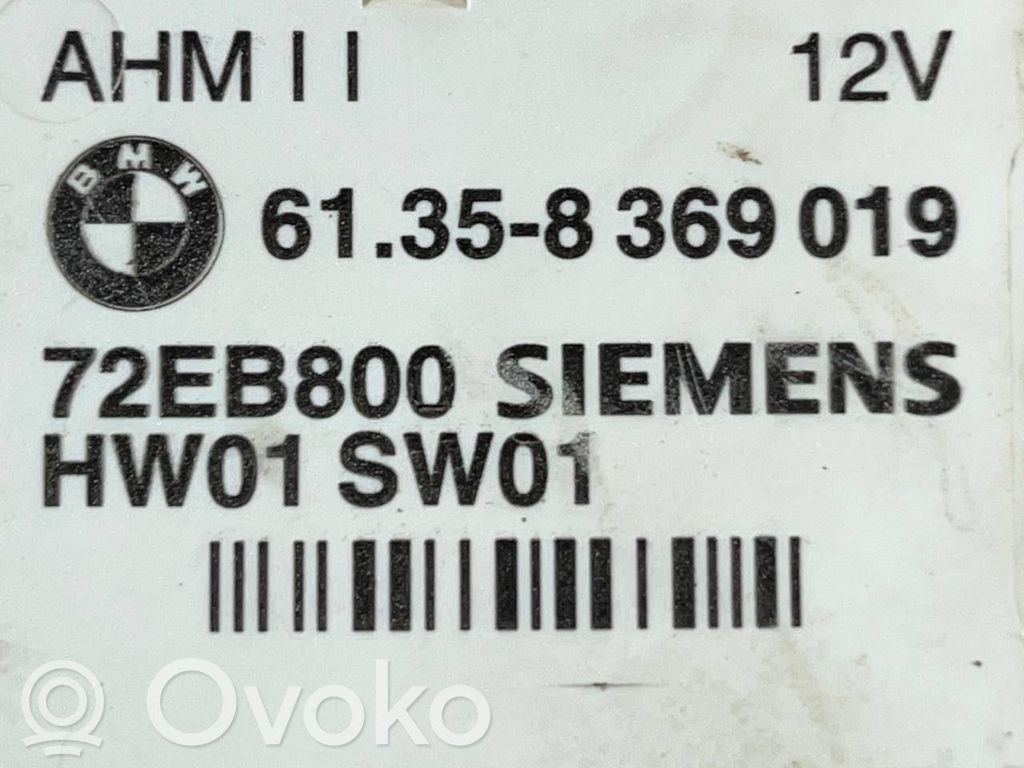 AHM I I 12V
BMW 61.35-8 369 019
72EB800 SIEMENS
HW01 SW01
Ovoko